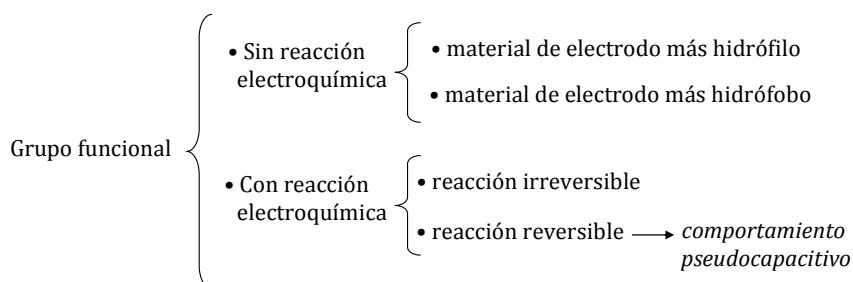 Grupo funcional
• Sin reacción
electroquímica
• material de electrodo más hidrófilo
• material de electrodo más hidrófobo
• Con reacción
electroquímica
• reacción irreversible
• reacción reversible → comportamiento
pseudocapacitivo